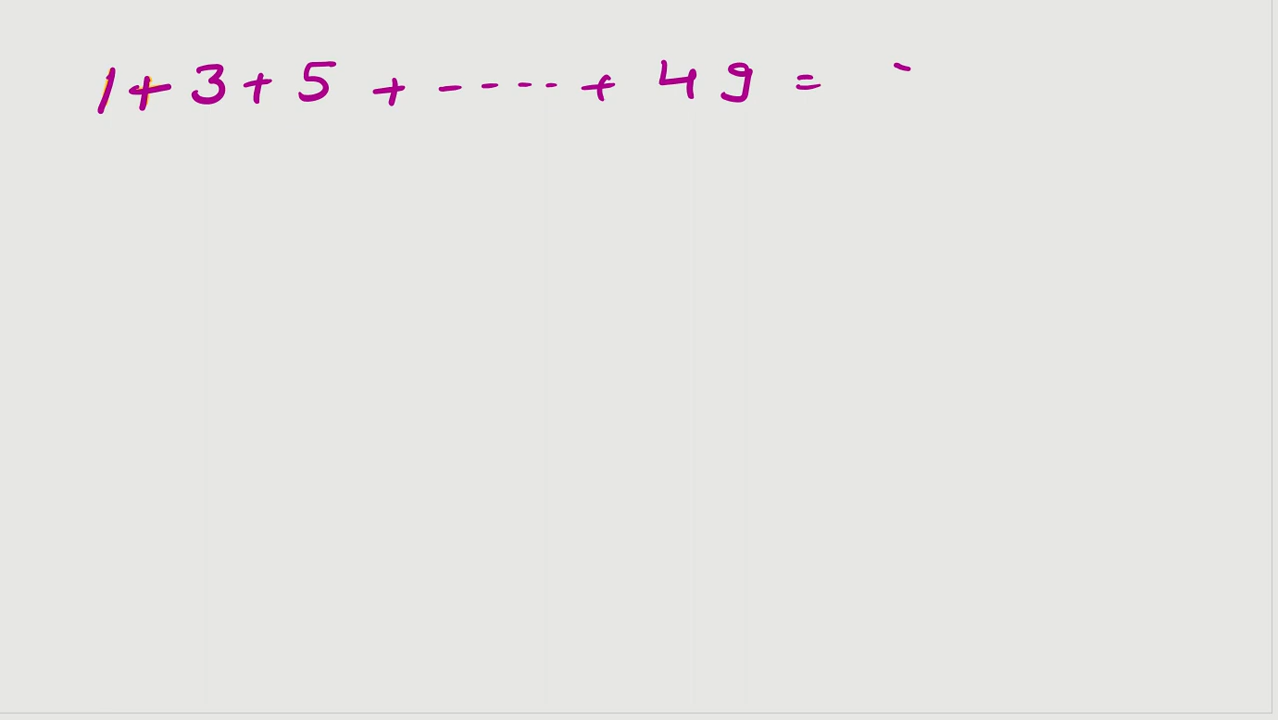 1 + 3 + 5 + - - - - + 49 =